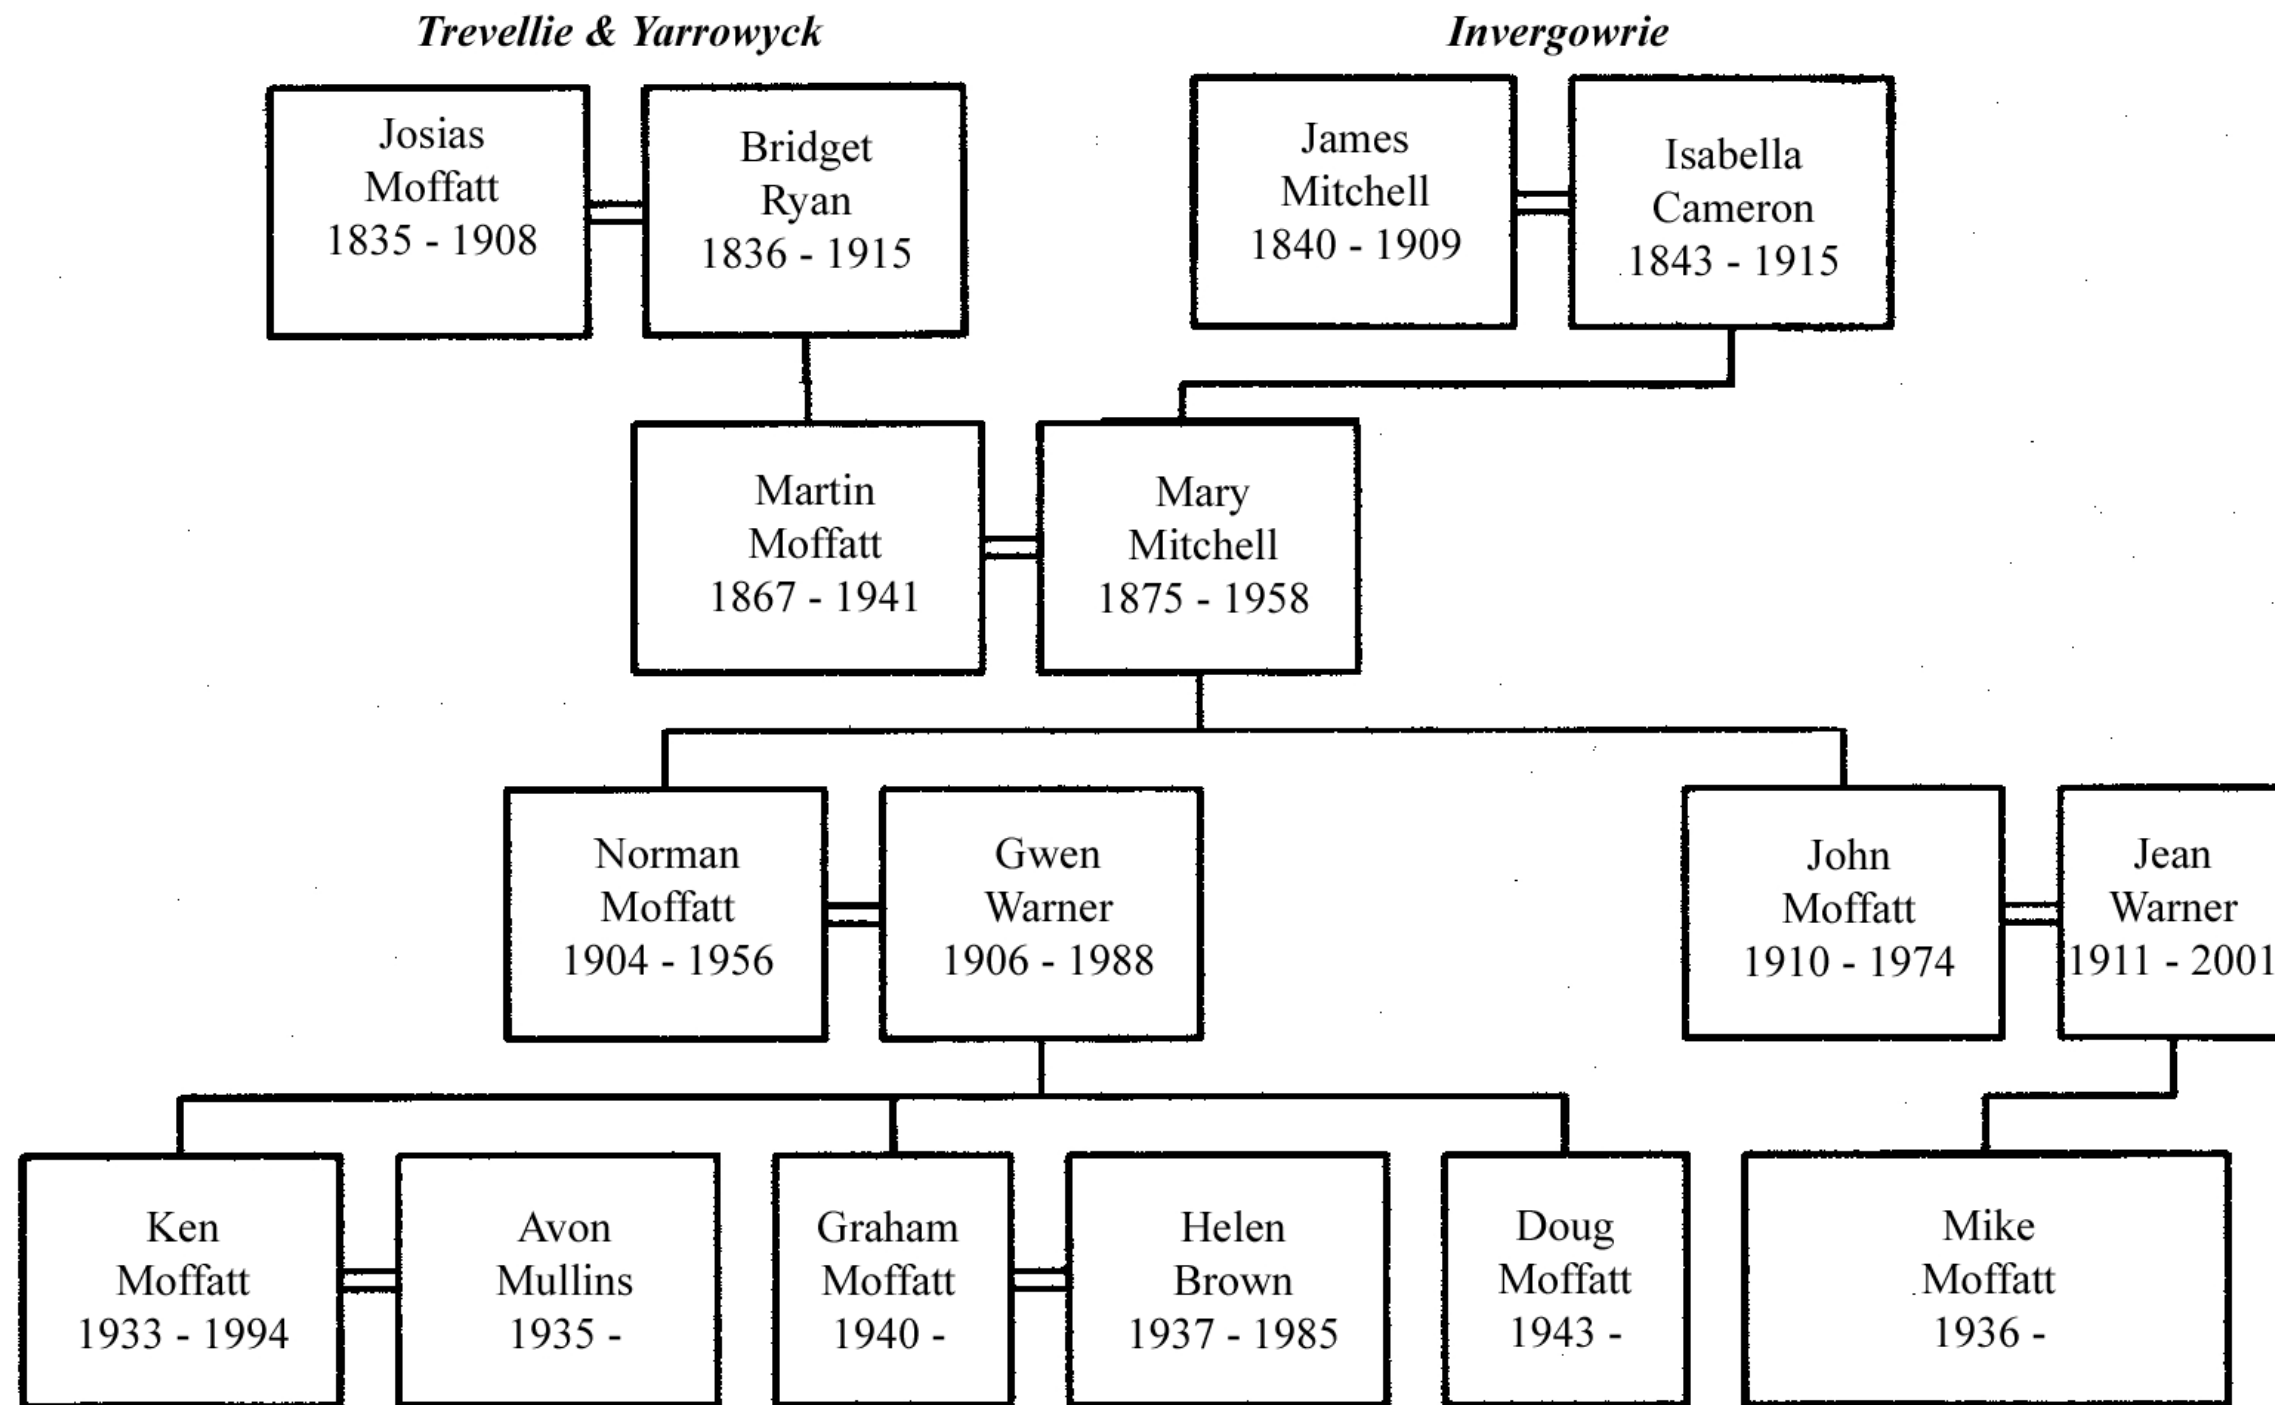 Trevellie & Yarrowyck
Invergowrie
Josias
Moffatt
1835 - 1908
Bridget
Ryan
1836 - 1915
James
Mitchell
1840 - 1909
Isabella
Cameron
1843 - 1915
Martin
Moffatt
1867 - 1941
Mary
Mitchell
1875 - 1958
Norman
Moffatt
1904 - 1956
Gwen
Warner
1906 - 1988
John
Moffatt
1910 - 1974
Jean
Warner
1911 - 2001
Ken
Moffatt
1933 - 1994
Avon
Mullins
1935 -
Graham
Moffatt
1940 -
Helen
Brown
1937 - 1985
Doug
Moffatt
1943 -
Mike
Moffatt
1936 -